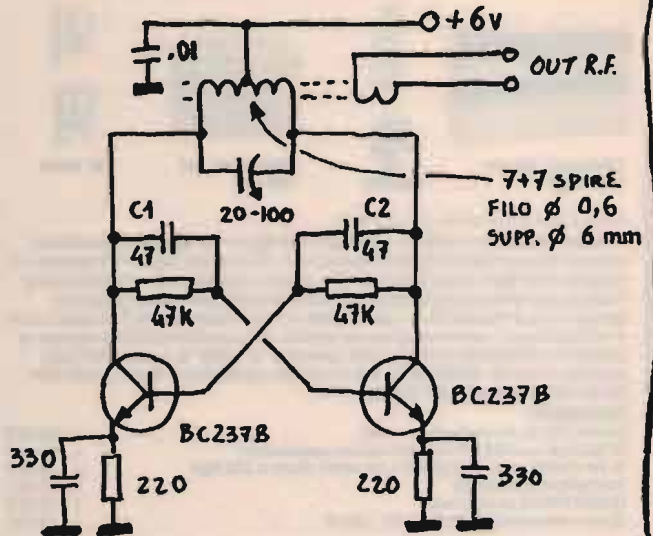 +6V
.01
OUT R.F.
7+7 SPIRE
FILO Ø 0,6
SUPP. Ø 6 mm
20-100
C1
47
47K
C2
47
47K
BC237B
BC237B
330
220
220
330